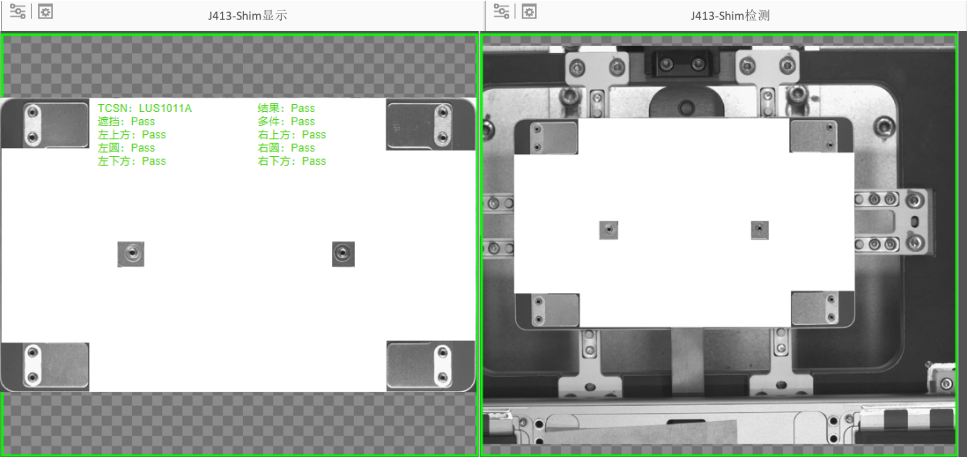 J413-Shim显示
J413-Shim检测
TCSN: LUS1011A
结果: Pass
遮挡: Pass
多件: Pass
左上方: Pass
右上方: Pass
左圆: Pass
右圆: Pass
左下方: Pass
右下方: Pass